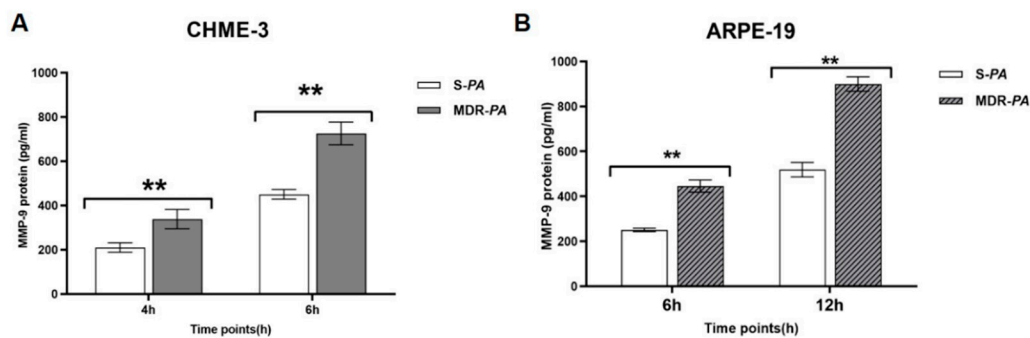 A
CHME-3
MMP-9 protein (pg/ml)
1000
800
600
400
200
0
**
**
4h
6h
Time points(h)
S-PA
MDR-PA
B
ARPE-19
MMP-9 protein (pg/ml)
1000
800
600
400
200
0
**
**
6h
12h
Time points(h)
S-PA
MDR-PA